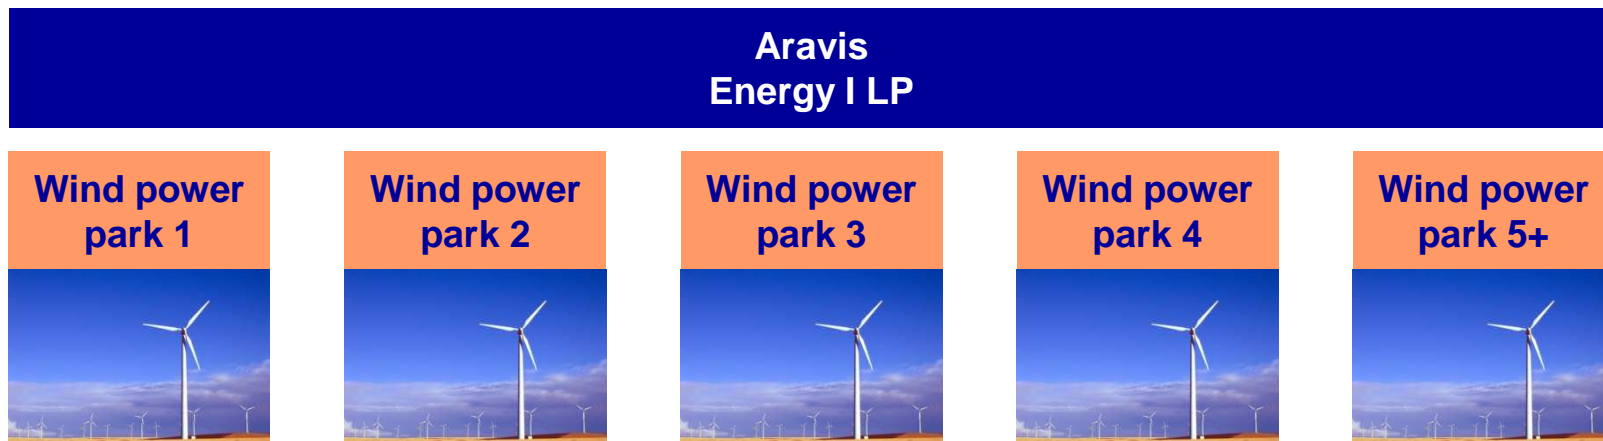 Aravis
Energy I LP
Wind power
park 1
Wind power
park 2
Wind power
park 3
Wind power
park 4
Wind power
park 5+